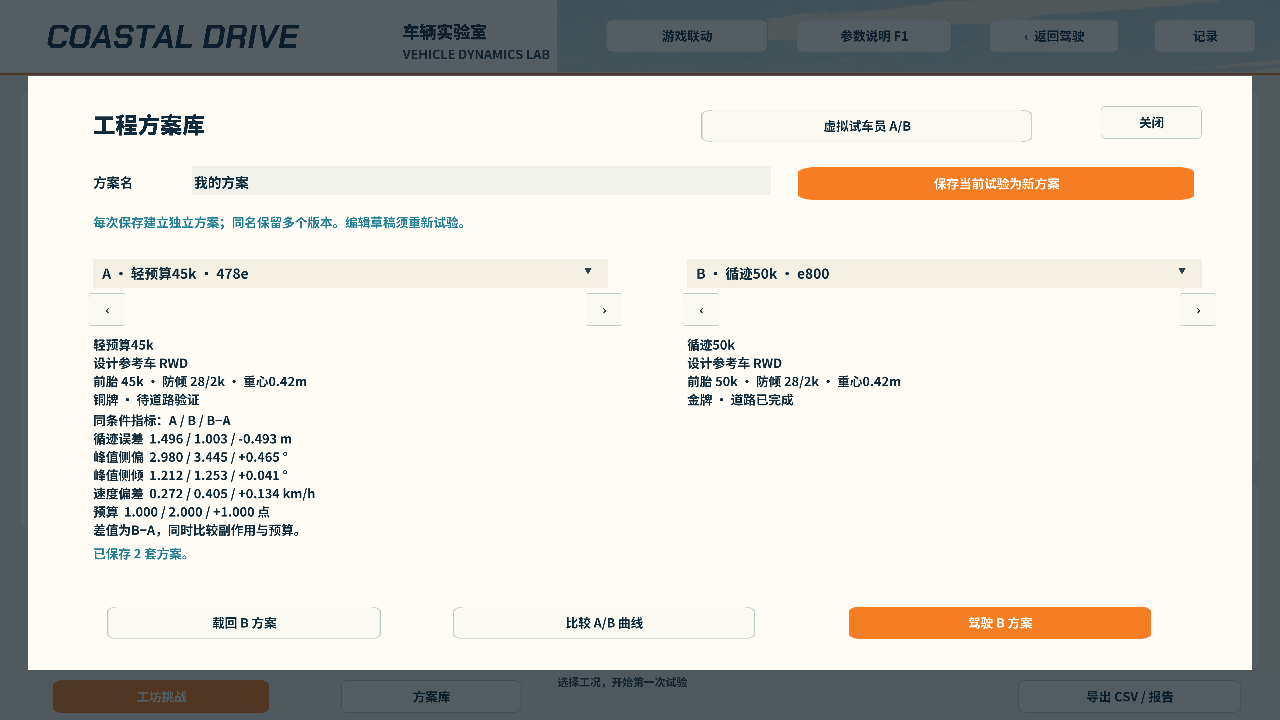 COASTAL DRIVE
车辆实验室
VEHICLE DYNAMICS LAB
游戏联动
参数说明 F1
‹ 返回驾驶
记录
工程方案库
虚拟试车员 A/B
关闭
方案名
我的方案
保存当前试验为新方案
每次保存建立独立方案；同名保留多个版本。编辑草稿须重新试验。
A · 轻预算45k · 478e
▼
B · 循迹50k · e800
▼
‹
›
‹
›
轻预算45k
设计参考车 RWD
前胎 45k · 防倾 28/2k · 重心0.42m
铜牌 · 待道路验证
同条件指标：A / B / B−A
循迹误差 1.496 / 1.003 / -0.493 m
峰值侧偏 2.980 / 3.445 / +0.465 °
峰值侧倾 1.212 / 1.253 / +0.041 °
速度偏差 0.272 / 0.405 / +0.134 km/h
预算 1.000 / 2.000 / +1.000 点
差值为B−A，同时比较副作用与预算。
已保存 2 套方案。
循迹50k
设计参考车 RWD
前胎 50k · 防倾 28/2k · 重心0.42m
金牌 · 道路已完成
载回 B 方案
比较 A/B 曲线
驾驶 B 方案
工坊挑战
方案库
选择工况，开始第一次试验
导出 CSV / 报告